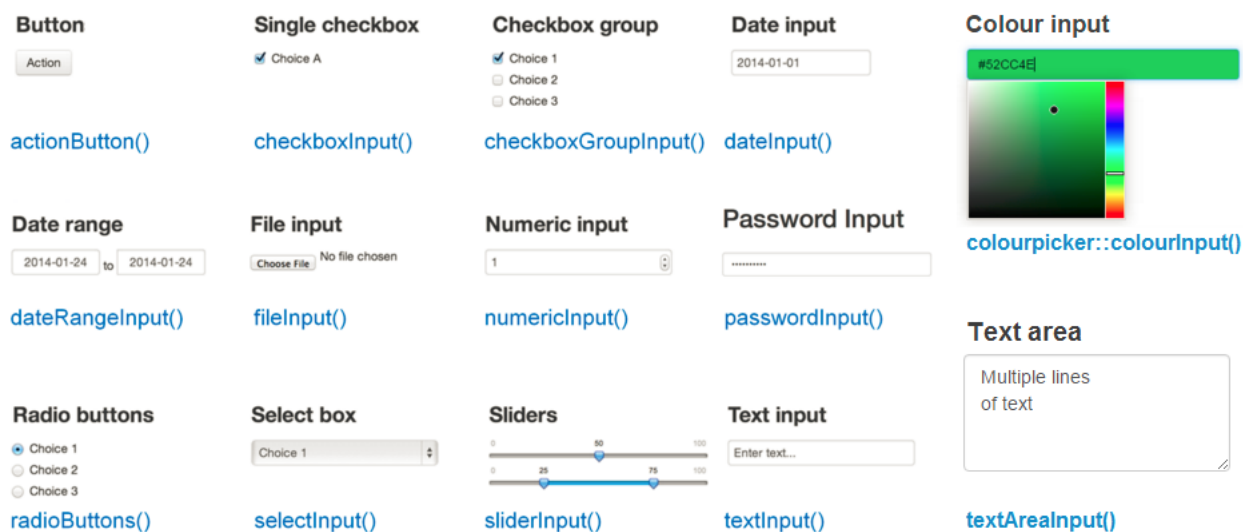 Button
Action
actionButton()
Single checkbox
Choice A
checkboxInput()
Checkbox group
Choice 1
Choice 2
Choice 3
checkboxGroupInput()
Date input
2014-01-01
dateInput()
Colour input
#52CC4E
colourpicker::colourInput()
Date range
2014-01-24 to 2014-01-24
dateRangeInput()
File input
Choose File No file chosen
fileInput()
Numeric input
1
numericInput()
Password Input
••••••••••
passwordInput()
Radio buttons
Choice 1
Choice 2
Choice 3
radioButtons()
Select box
Choice 1
selectInput()
Sliders
0 50 100
0 25 75 100
sliderInput()
Text input
Enter text...
textInput()
Text area
Multiple lines
of text
textAreaInput()